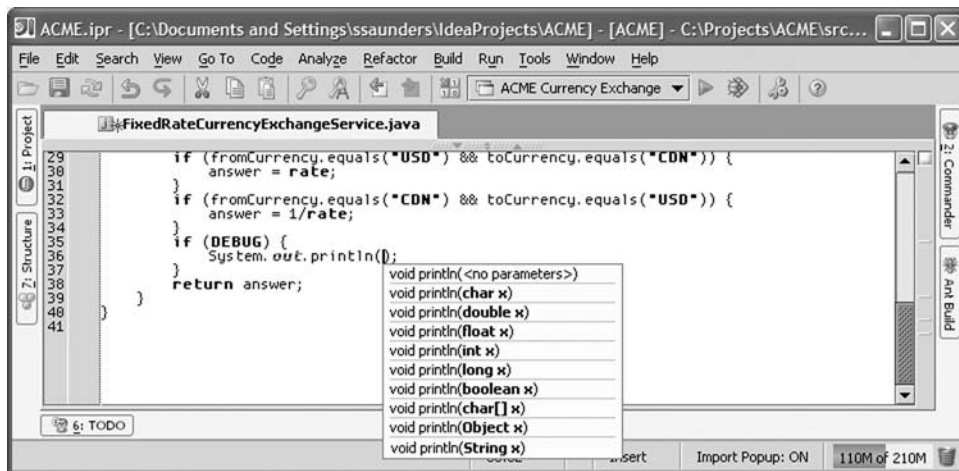 ACME.ipr - [C:\Documents and Settings\ssaunders\IdeaProjects\ACME] - [ACME] - C:\Projects\ACME\src...
File Edit Search View Go To Code Analyze Refactor Build Run Tools Window Help
ACME Currency Exchange
FixedRateCurrencyExchangeService.java
1: Project
7: Structure
2: Commander
Ant Build
29 if (fromCurrency.equals("USD") && toCurrency.equals("CDN")) {
30 answer = rate;
31 }
32 if (fromCurrency.equals("CDN") && toCurrency.equals("USD")) {
33 answer = 1/rate;
34 }
35 if (DEBUG) {
36 System.out.println();
37 }
38 return answer;
39 }
40 }
41
void println(<no parameters>)
void println(char x)
void println(double x)
void println(float x)
void println(int x)
void println(long x)
void println(boolean x)
void println(char[] x)
void println(Object x)
void println(String x)
6: TODO
Import Popup: ON 110M of 210M